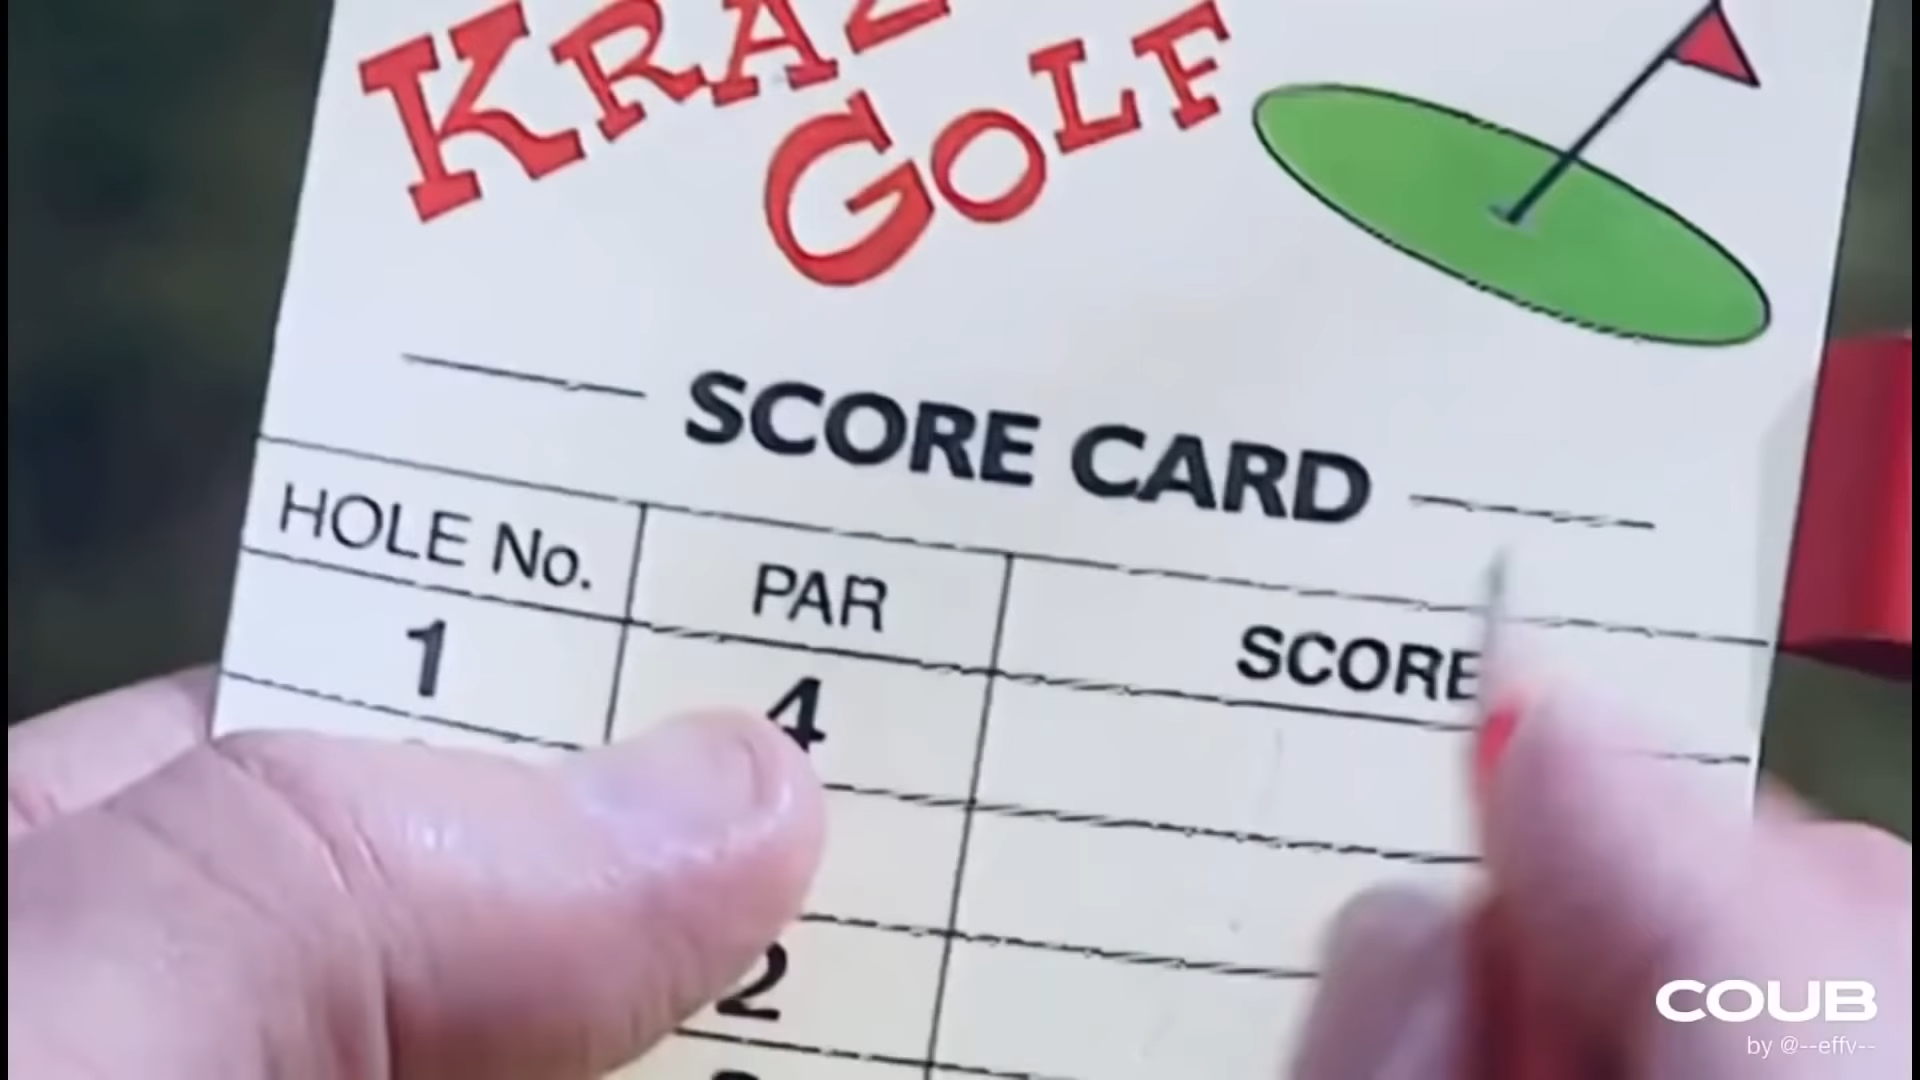 GOLF
SCORE CARD
HOLE No. PAR SCORE
1 4
2
COUB
by @--effv--